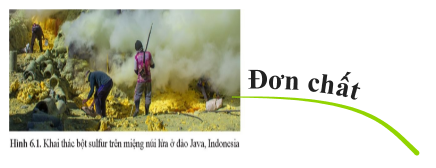 Đơn chất
Hình 6.1. Khai thác bột sulfur trên miệng núi lửa ở đảo Java, Indonesia